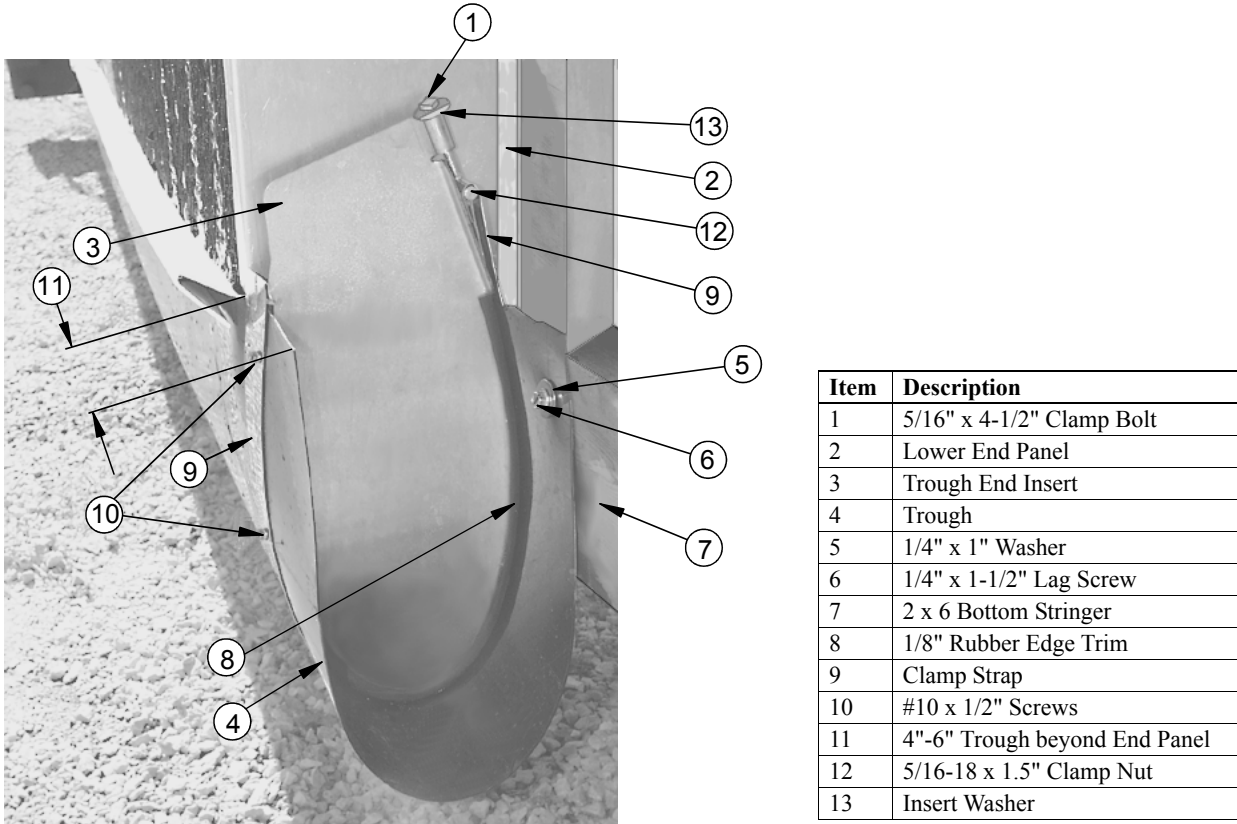 1
13
2
12
3
9
11
5
6
9
10
7
8
4
Item Description
1 5/16" x 4-1/2" Clamp Bolt
2 Lower End Panel
3 Trough End Insert
4 Trough
5 1/4" x 1" Washer
6 1/4" x 1-1/2" Lag Screw
7 2 x 6 Bottom Stringer
8 1/8" Rubber Edge Trim
9 Clamp Strap
10 #10 x 1/2" Screws
11 4"-6" Trough beyond End Panel
12 5/16-18 x 1.5" Clamp Nut
13 Insert Washer